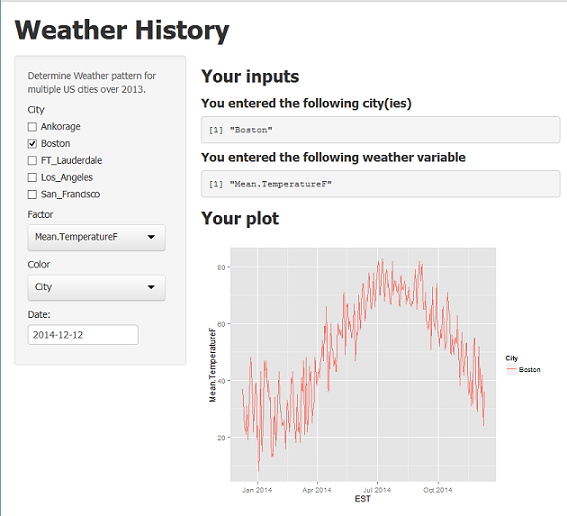 Weather History
Determine Weather pattern for
multiple US cities over 2013.
City
Ankorage
Boston
FT_Lauderdale
Los_Angeles
San_Francisco
Factor
Mean.TemperatureF
Color
City
Date:
2014-12-12
Your inputs
You entered the following city(ies)
[1] "Boston"
You entered the following weather variable
[1] "Mean.TemperatureF"
Your plot
80
60
40
20
Mean.TemperatureF
Jan 2014 Apr 2014 Jul 2014 Oct 2014
EST
City
Boston